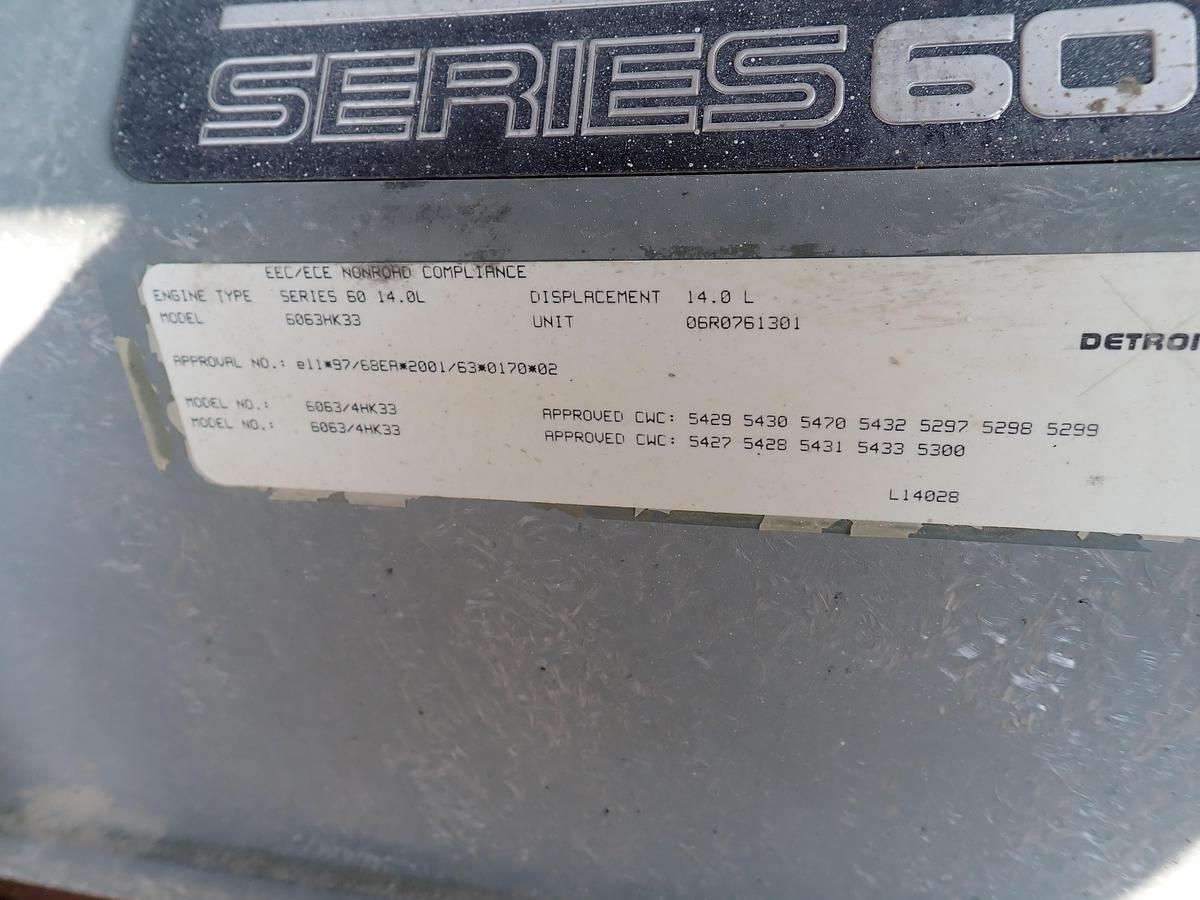 SERIES 60
EEC/ECE NONROAD COMPLIANCE
ENGINE TYPE SERIES 60 14.0L DISPLACEMENT 14.0 L
MODEL 6063HK33 UNIT 06R0761301
DETROI
APPROVAL NO.: e11*97/68EA*2001/63*0170*02
MODEL NO.: 6063/4HK33 APPROVED CWC: 5429 5430 5470 5432 5297 5298 5299
MODEL NO.: 6063/4HK33 APPROVED CWC: 5427 5428 5431 5433 5300
L14028